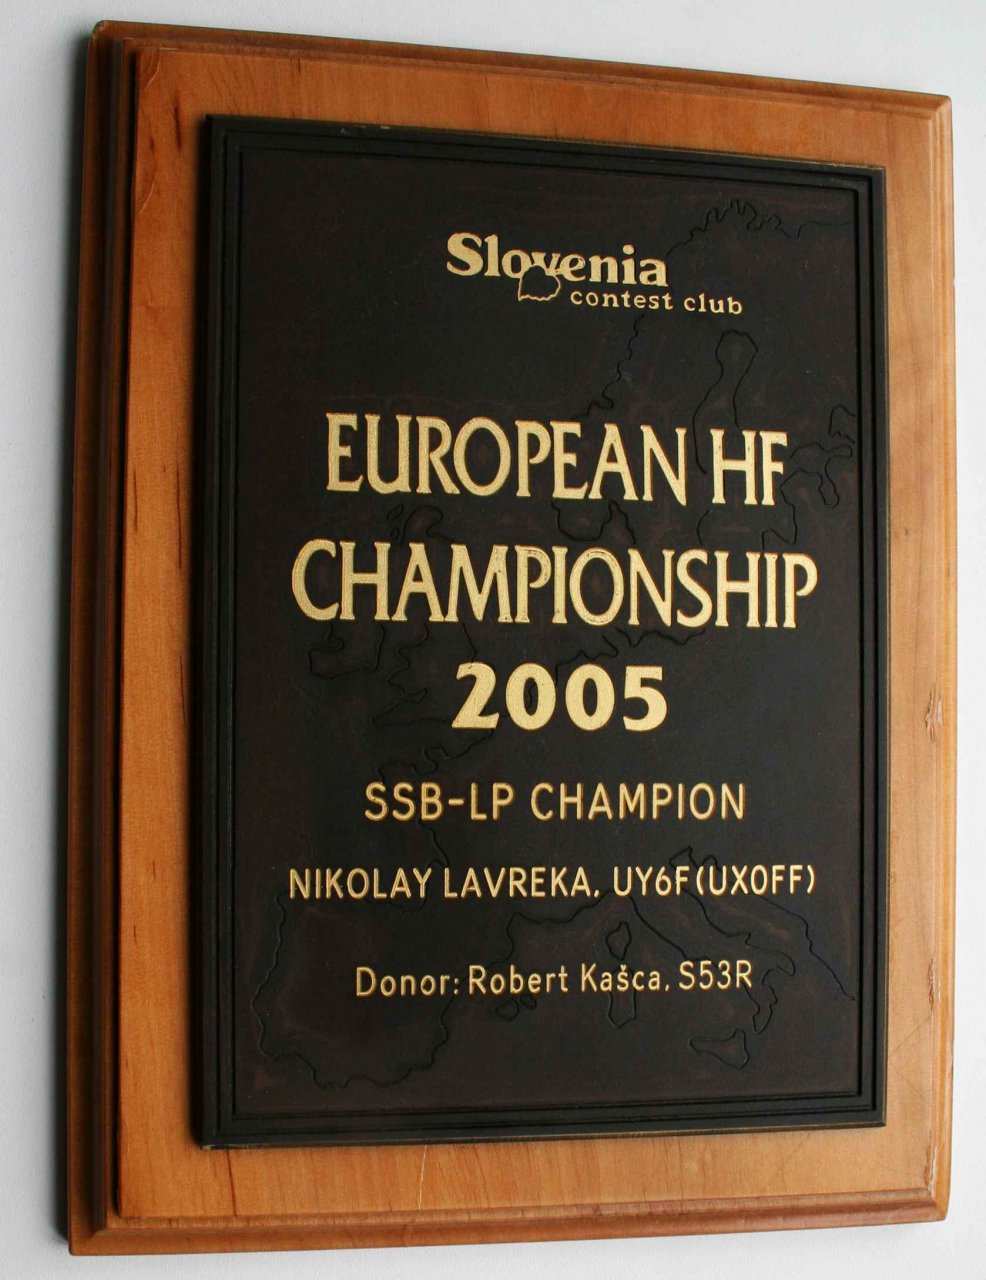 Slovenia
contest club
EUROPEAN HF
CHAMPIONSHIP
2005
SSB-LP CHAMPION
NIKOLAY LAVREKA, UY6F(UX0FF)
Donor: Robert Kašca, S53R